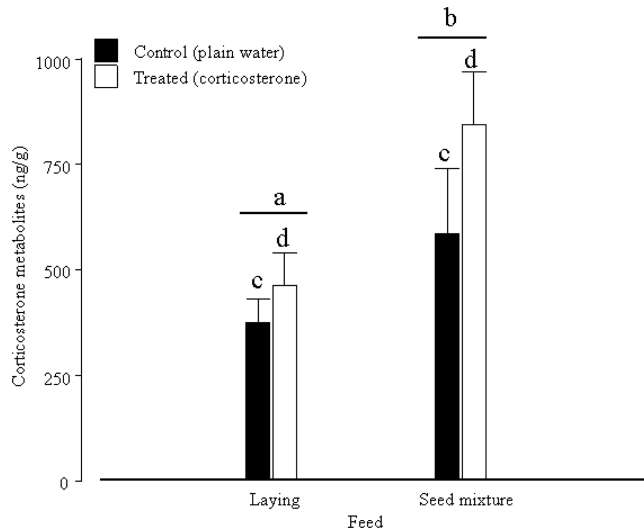 b
1000
Control (plain water)
d
Treated (corticosterone)
Corticosterone metabolites (ng/g)
750
c
a
d
500
c
250
0
Laying
Seed mixture
Feed